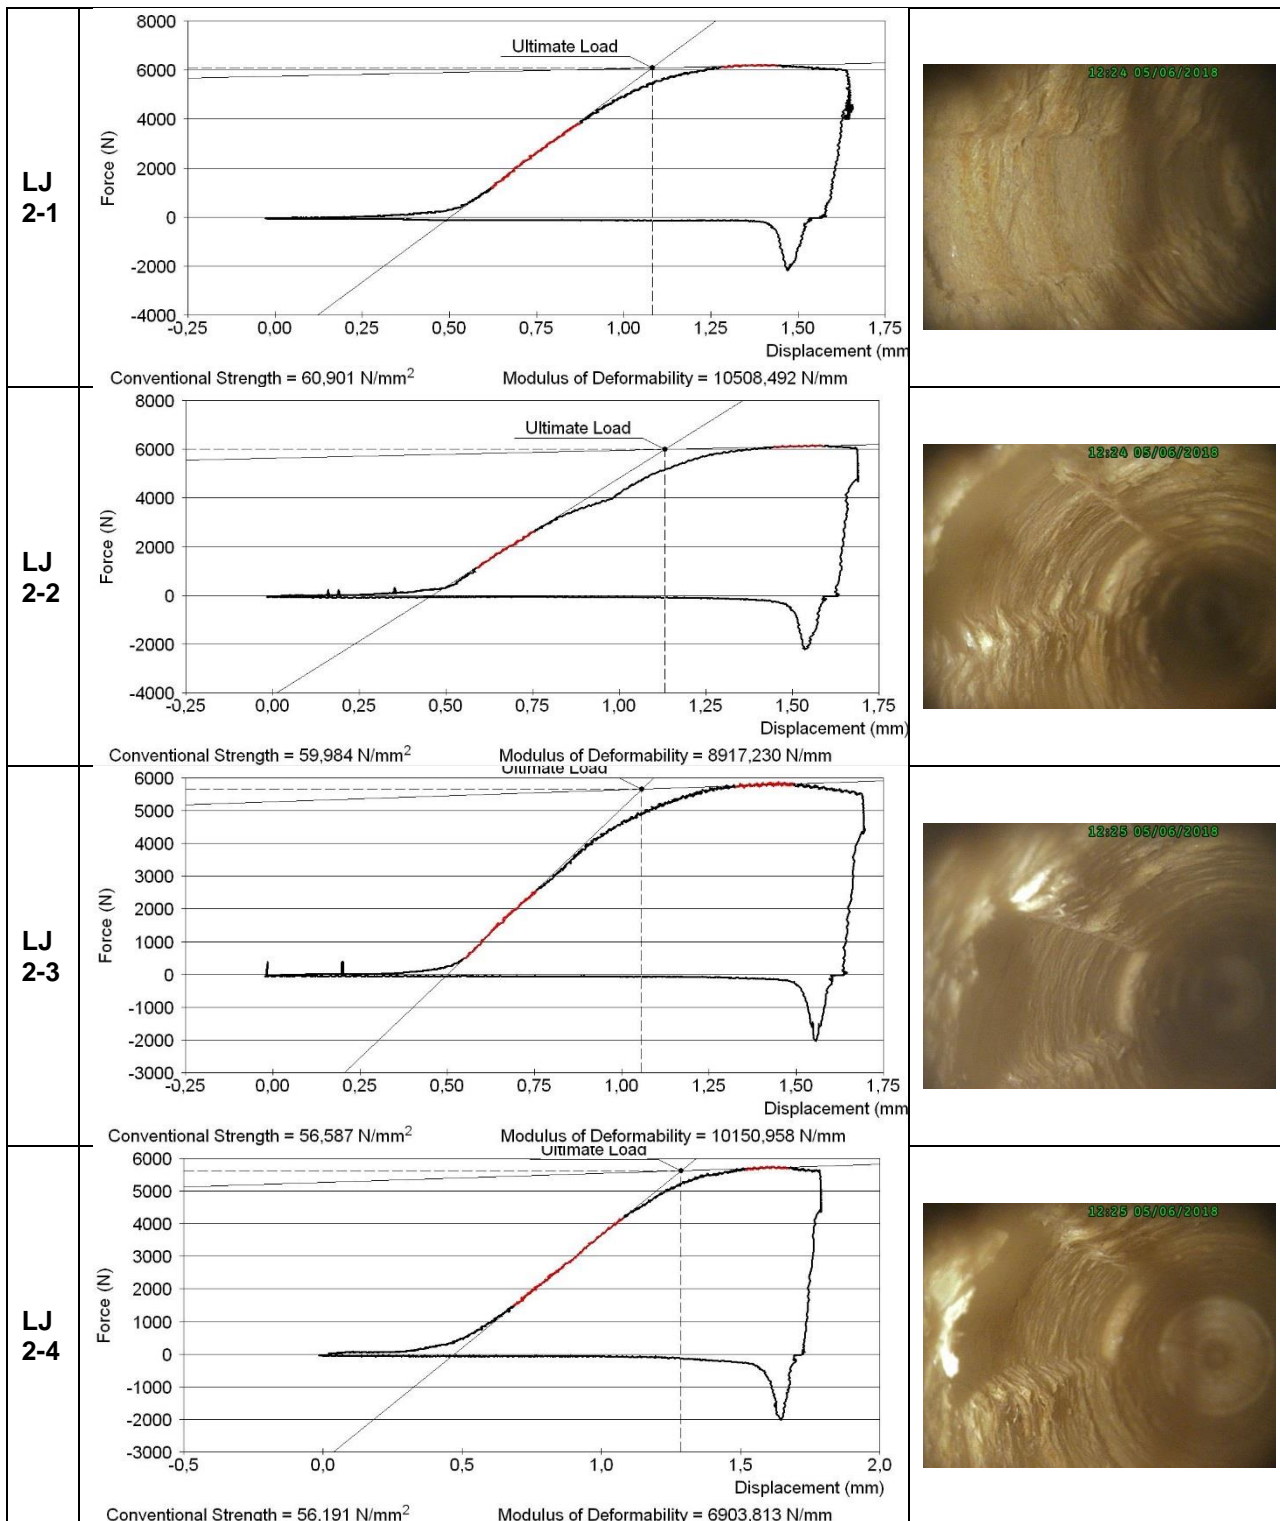 LJ
2-1
Force (N)
8000
6000
4000
2000
0
-2000
-4000
Ultimate Load
-0,25 0,00 0,25 0,50 0,75 1,00 1,25 1,50 1,75
Displacement (mm
Conventional Strength = 60,901 N/mm² Modulus of Deformability = 10508,492 N/mm
12:24 05/06/2018
LJ
2-2
Force (N)
8000
6000
4000
2000
0
-2000
-4000
Ultimate Load
-0,25 0,00 0,25 0,50 0,75 1,00 1,25 1,50 1,75
Displacement (mm)
Conventional Strength = 59,984 N/mm² Modulus of Deformability = 8917,230 N/mm
12:24 05/06/2018
LJ
2-3
Force (N)
Ultimate Load
6000
5000
4000
3000
2000
1000
0
-1000
-2000
-3000
-0,25 0,00 0,25 0,50 0,75 1,00 1,25 1,50 1,75
Displacement (mm
Conventional Strength = 56,587 N/mm² Modulus of Deformability = 10150,958 N/mm
12:25 05/06/2018
LJ
2-4
Force (N)
Ultimate Load
6000
5000
4000
3000
2000
1000
0
-1000
-2000
-3000
-0,5 0,0 0,5 1,0 1,5 2,0
Displacement (mm)
Conventional Strength = 56,191 N/mm² Modulus of Deformability = 6903,813 N/mm
12:25 05/06/2018